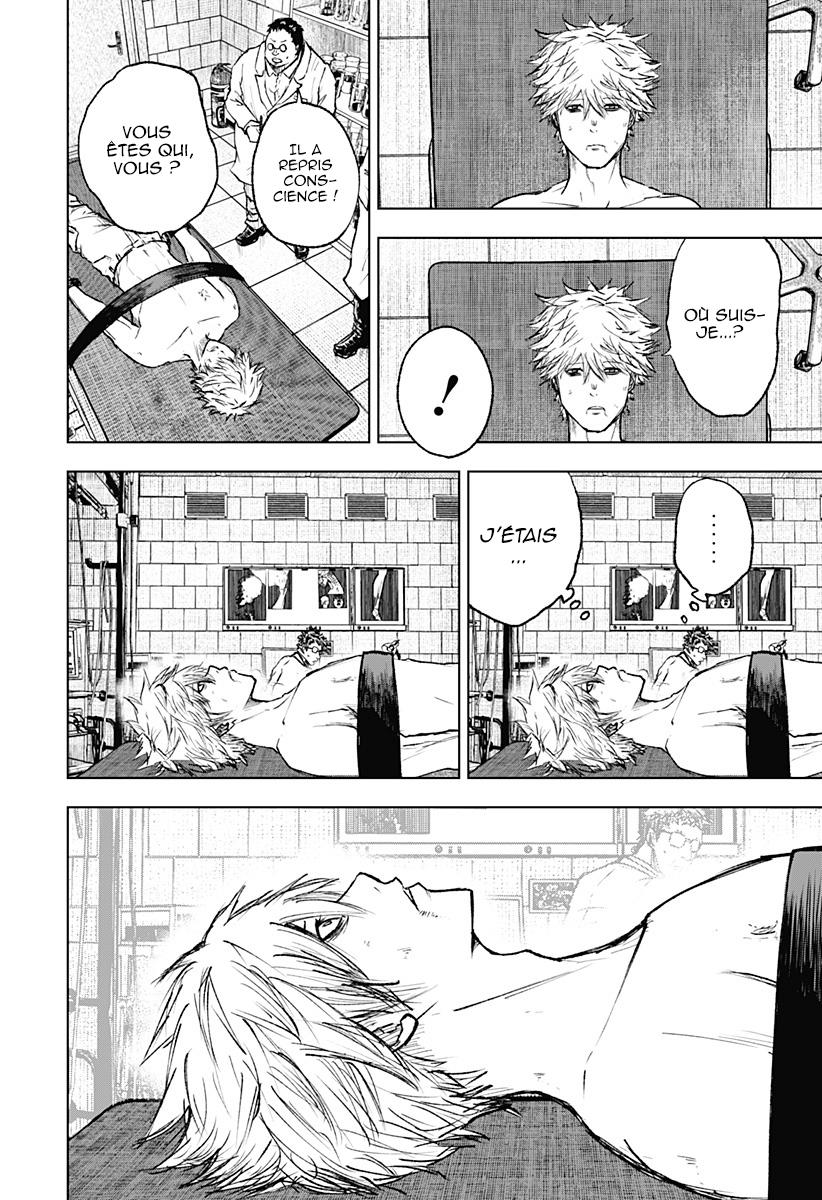 OÙ SUIS-
JE...?
!
IL A
REPRIS
CONS-
CIENCE !
VOUS
ÊTES QUI,
VOUS ?
......
J'ÉTAIS
...